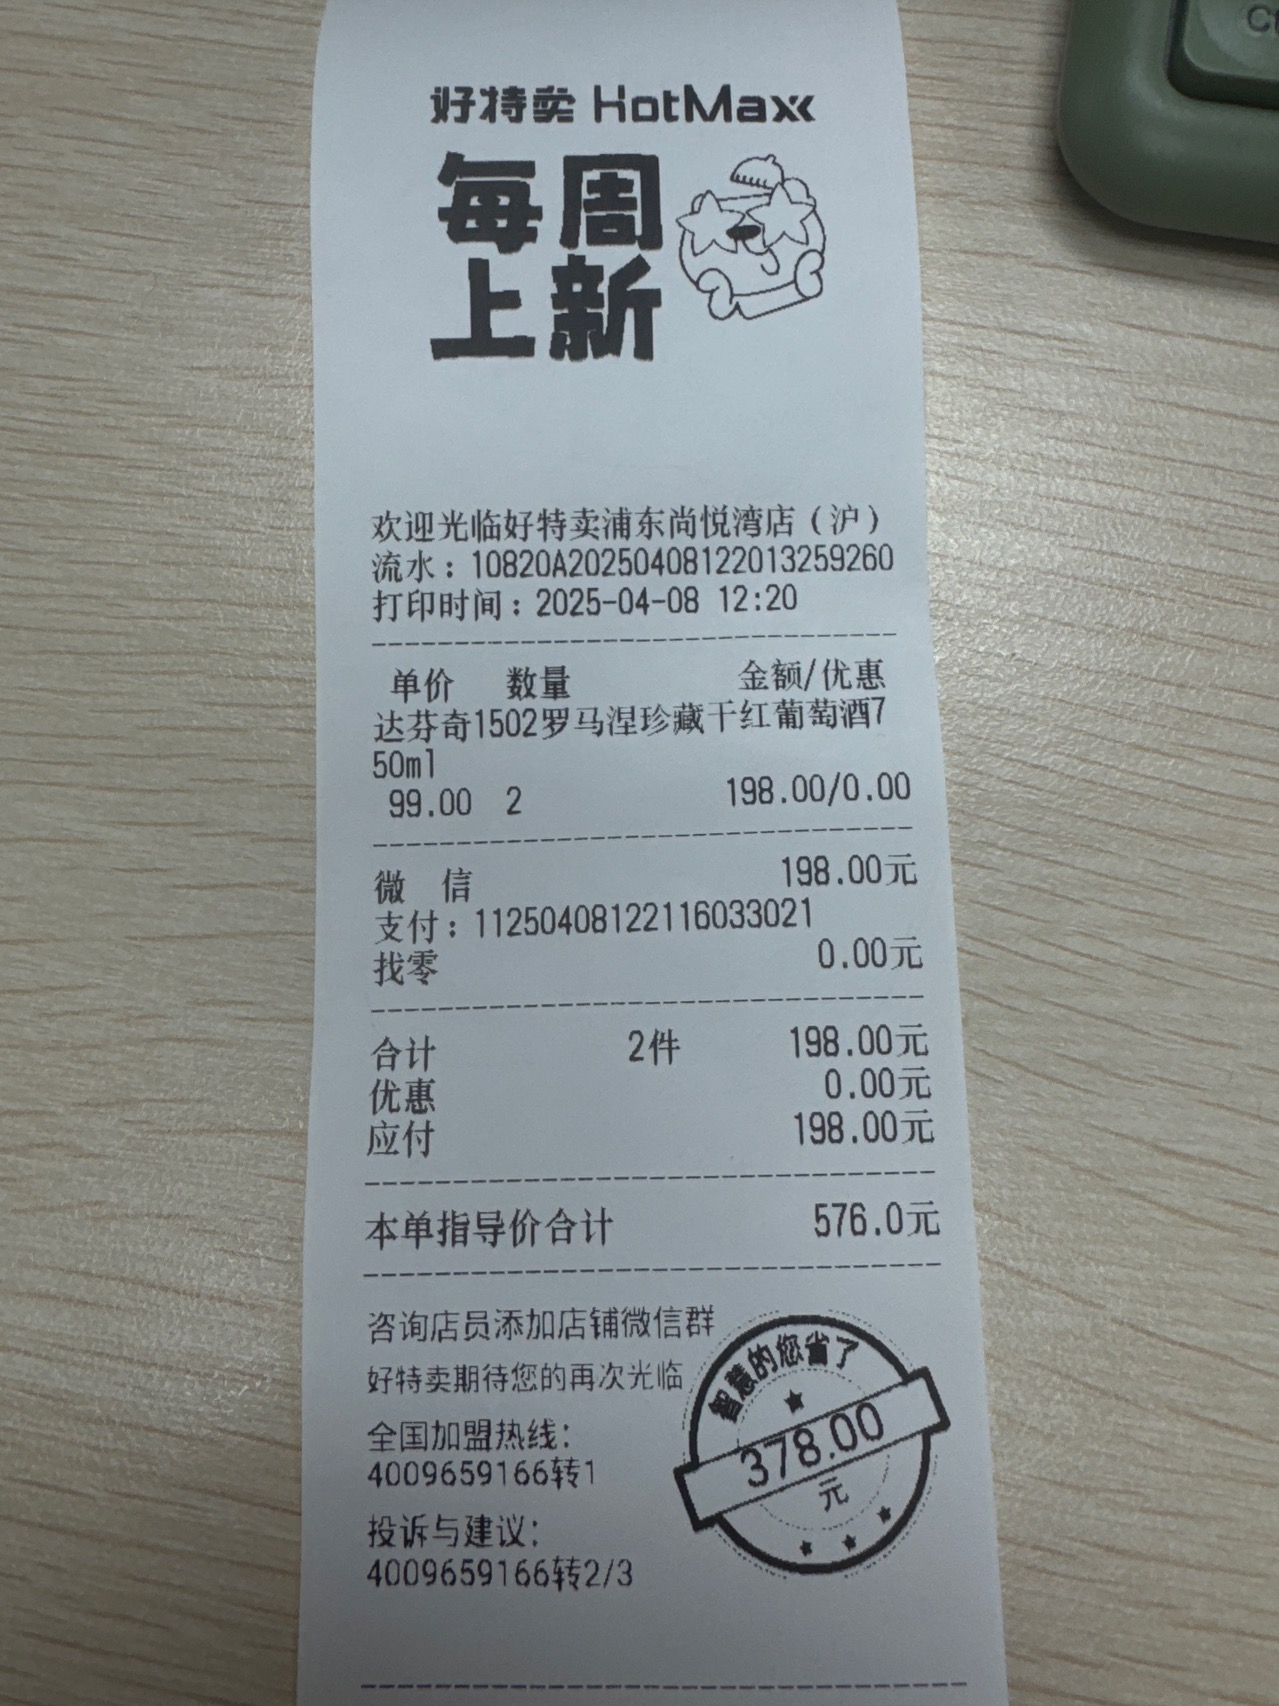 好特卖 HotMaxx
每周
上新
欢迎光临好特卖浦东尚悦湾店（沪）
流水：10820A20250408122013259260
打印时间：2025-04-08 12:20
单价 数量 金额/优惠
达芬奇1502罗马涅珍藏干红葡萄酒7
50ml
99.00 2 198.00/0.00
微 信 198.00元
支付：11250408122116033021
找零 0.00元
合计 2件 198.00元
优惠 0.00元
应付 198.00元
本单指导价合计 576.0元
咨询店员添加店铺微信群
好特卖期待您的再次光临
全国加盟热线：
4009659166转1
投诉与建议：
4009659166转2/3
智慧的您省了
378.00
元